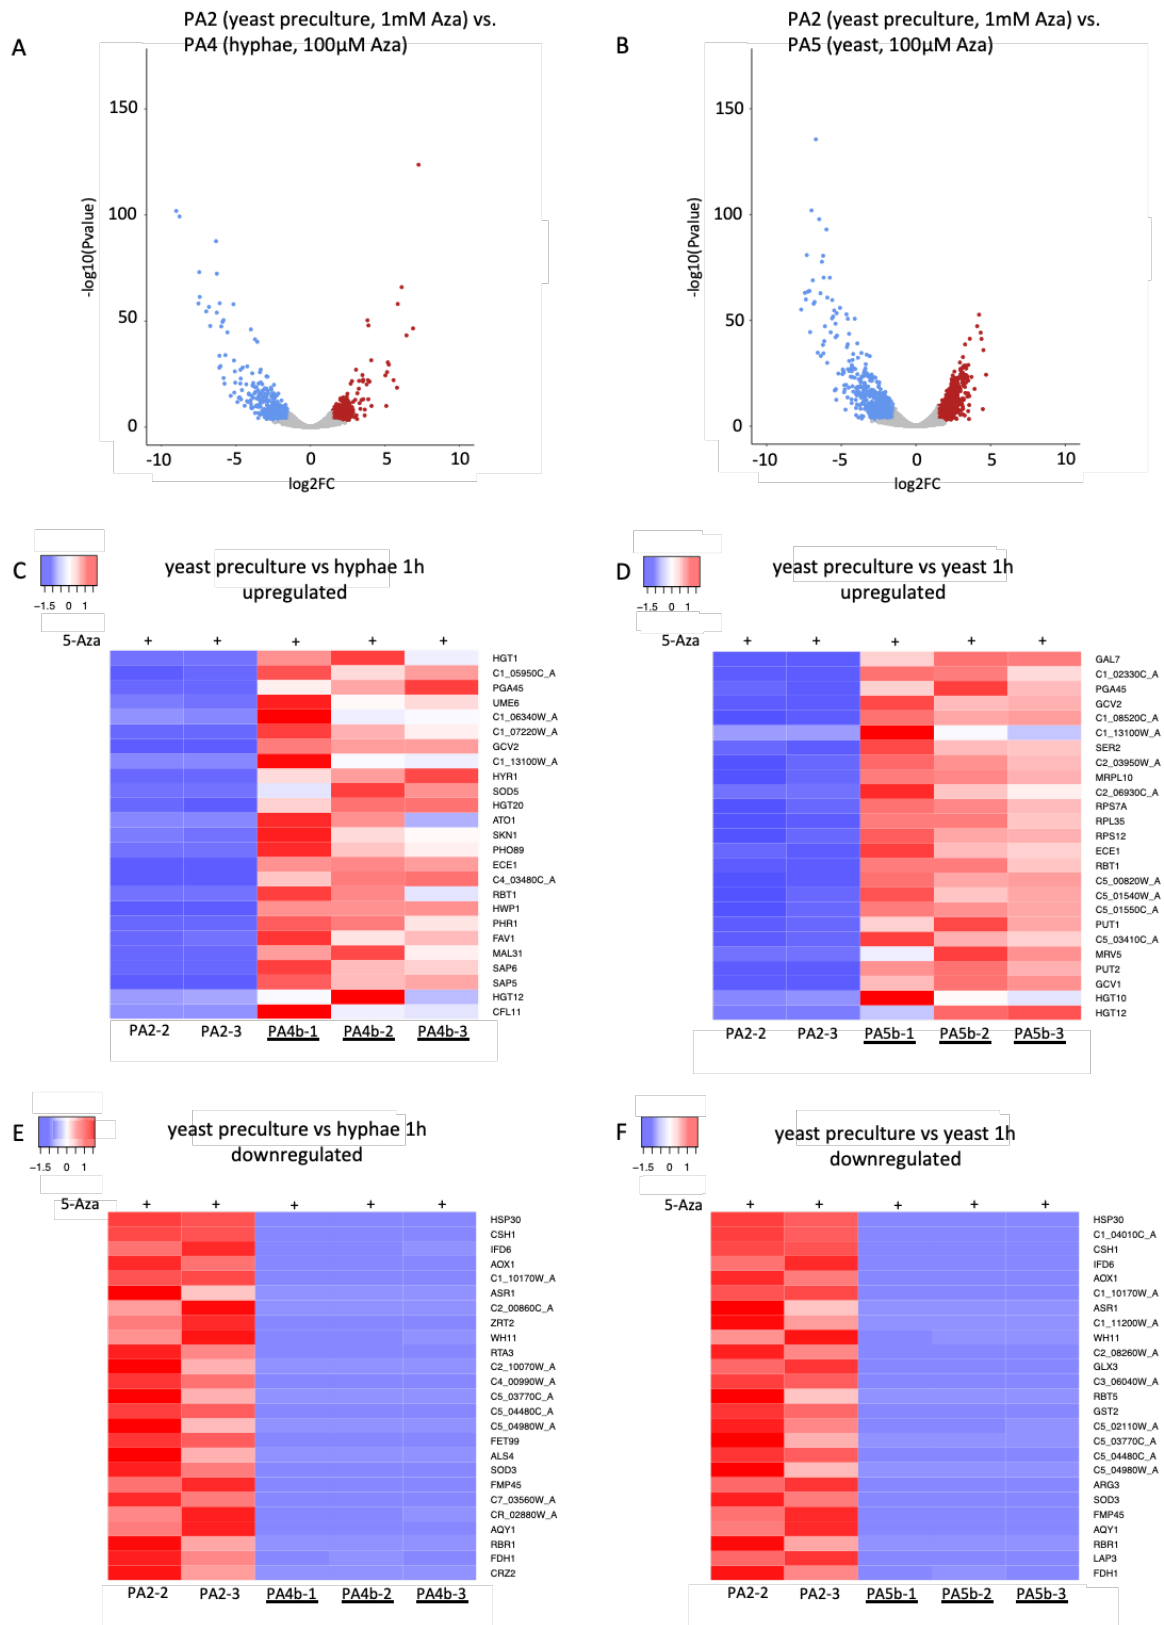 A
PA2 (yeast preculture, 1mM Aza) vs.
PA4 (hyphae, 100µM Aza)
150
100
50
0
-log10(Pvalue)
-10 -5 0 5 10
log2FC
B
PA2 (yeast preculture, 1mM Aza) vs.
PA5 (yeast, 100µM Aza)
150
100
50
0
-log10(Pvalue)
-10 -5 0 5 10
log2FC
C
−1.5 0 1
yeast preculture vs hyphae 1h
upregulated
5-Aza + + + + +
HGT1
C1_05950C_A
PGA45
UME6
C1_06340W_A
C1_07220W_A
GCV2
C1_13100W_A
HYR1
SOD5
HGT20
ATO1
SKN1
PHO89
ECE1
C4_03480C_A
RBT1
HWP1
PHR1
FAV1
MAL31
SAP6
SAP5
HGT12
CFL11
PA2-2 PA2-3 PA4b-1 PA4b-2 PA4b-3
D
−1.5 0 1
yeast preculture vs yeast 1h
upregulated
5-Aza + + + + +
GAL7
C1_02330C_A
PGA45
GCV2
C1_08520C_A
C1_13100W_A
SER2
C2_03950W_A
MRPL10
C2_06930C_A
RPS7A
RPL35
RPS12
ECE1
RBT1
C5_00820W_A
C5_01540W_A
C5_01550C_A
PUT1
C5_03410C_A
MRV5
PUT2
GCV1
HGT10
HGT12
PA2-2 PA2-3 PA5b-1 PA5b-2 PA5b-3
E
−1.5 0 1
yeast preculture vs hyphae 1h
downregulated
5-Aza + + + + +
HSP30
CSH1
IFD6
AOX1
C1_10170W_A
ASR1
C2_00860C_A
ZRT2
WH11
RTA3
C2_10070W_A
C4_00990W_A
C5_03770C_A
C5_04480C_A
C5_04980W_A
FET99
ALS4
SOD3
FMP45
C7_03560W_A
CR_02880W_A
AQY1
RBR1
FDH1
CRZ2
PA2-2 PA2-3 PA4b-1 PA4b-2 PA4b-3
F
−1.5 0 1
yeast preculture vs yeast 1h
downregulated
5-Aza + + + + +
HSP30
C1_04010C_A
CSH1
IFD6
AOX1
C1_10170W_A
ASR1
C1_11200W_A
WH11
C2_08260W_A
GLX3
C3_06040W_A
RBT5
GST2
C5_02110W_A
C5_03770C_A
C5_04480C_A
C5_04980W_A
ARG3
SOD3
FMP45
AQY1
RBR1
LAP3
FDH1
PA2-2 PA2-3 PA5b-1 PA5b-2 PA5b-3